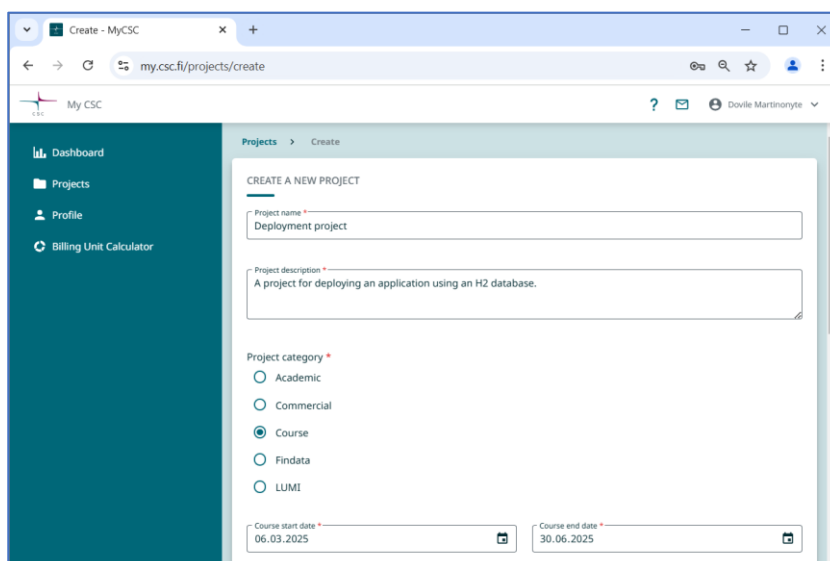 Create - MyCSC
my.csc.fi/projects/create
CSC
My CSC
? Dovile Martinonyte
Dashboard
Projects
Profile
Billing Unit Calculator
Projects > Create
CREATE A NEW PROJECT
Project name *
Deployment project
Project description *
A project for deploying an application using an H2 database.
Project category *
Academic
Commercial
Course
Findata
LUMI
Course start date *
06.03.2025
Course end date *
30.06.2025